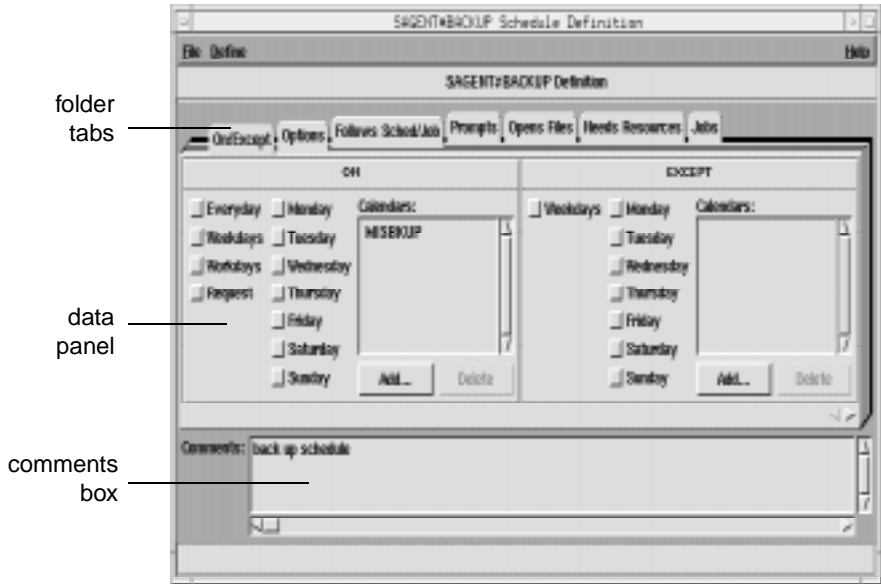 SAGENT#BACKUP Schedule Definition
File Define Help
SAGENT#BACKUP Definition
folder
tabs
On/Except Options Follows Sched/Job Prompts Opens Files Needs Resources Jobs
ON EXCEPT
Everyday Monday Calendars: Weekdays Monday Calendars:
Weekdays Tuesday MISBKUP Tuesday
Workdays Wednesday Wednesday
Request Thursday Thursday
data
panel
Friday Friday
Saturday Saturday
Sunday Add... Delete Sunday Add... Delete
comments
box
Comments: back up schedule